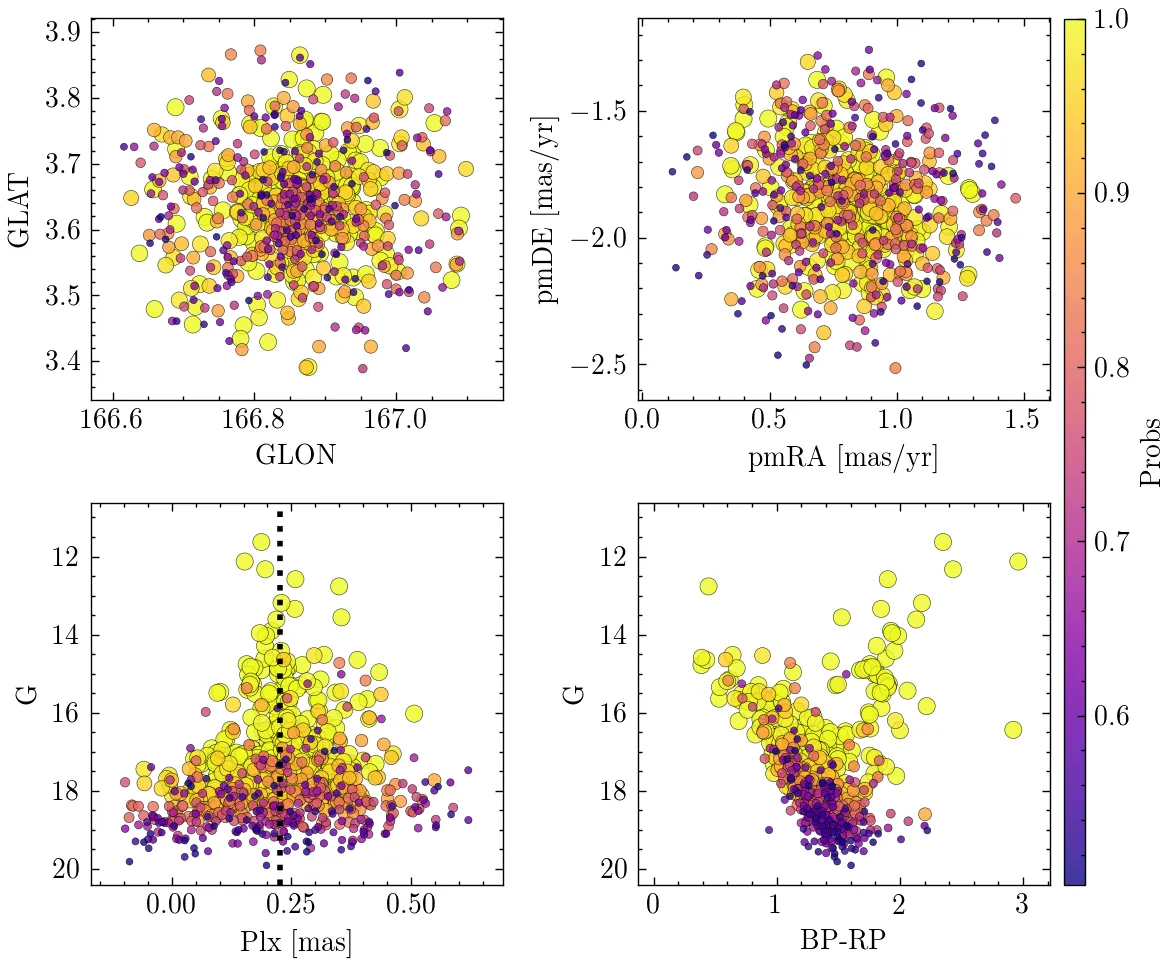 3.9
3.8
3.7
3.6
3.5
3.4
GLAT
166.6 166.8 167.0
GLON
−1.5
−2.0
−2.5
pmDE [mas/yr]
0.0 0.5 1.0 1.5
pmRA [mas/yr]
12
14
16
18
20
G
0.00 0.25 0.50
Plx [mas]
12
14
16
18
20
G
0 1 2 3
BP-RP
1.0
0.9
0.8
0.7
0.6
Probs